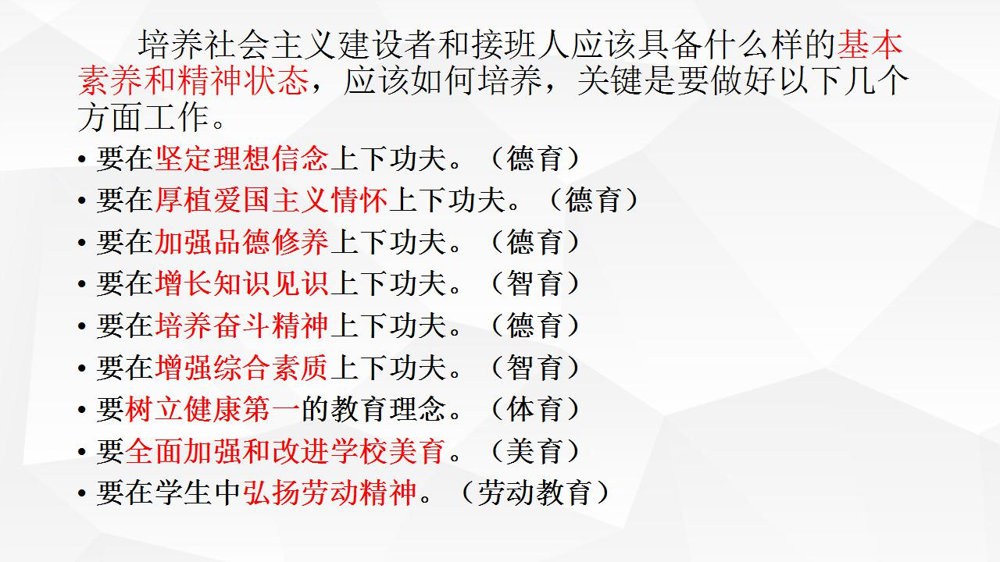 培养社会主义建设者和接班人应该具备什么样的基本
素养和精神状态，应该如何培养，关键是要做好以下几个
方面工作。
• 要在坚定理想信念上下功夫。（德育）
• 要在厚植爱国主义情怀上下功夫。（德育）
• 要在加强品德修养上下功夫。（德育）
• 要在增长知识见识上下功夫。（智育）
• 要在培养奋斗精神上下功夫。（德育）
• 要在增强综合素质上下功夫。（智育）
• 要树立健康第一的教育理念。（体育）
• 要全面加强和改进学校美育。（美育）
• 要在学生中弘扬劳动精神。（劳动教育）